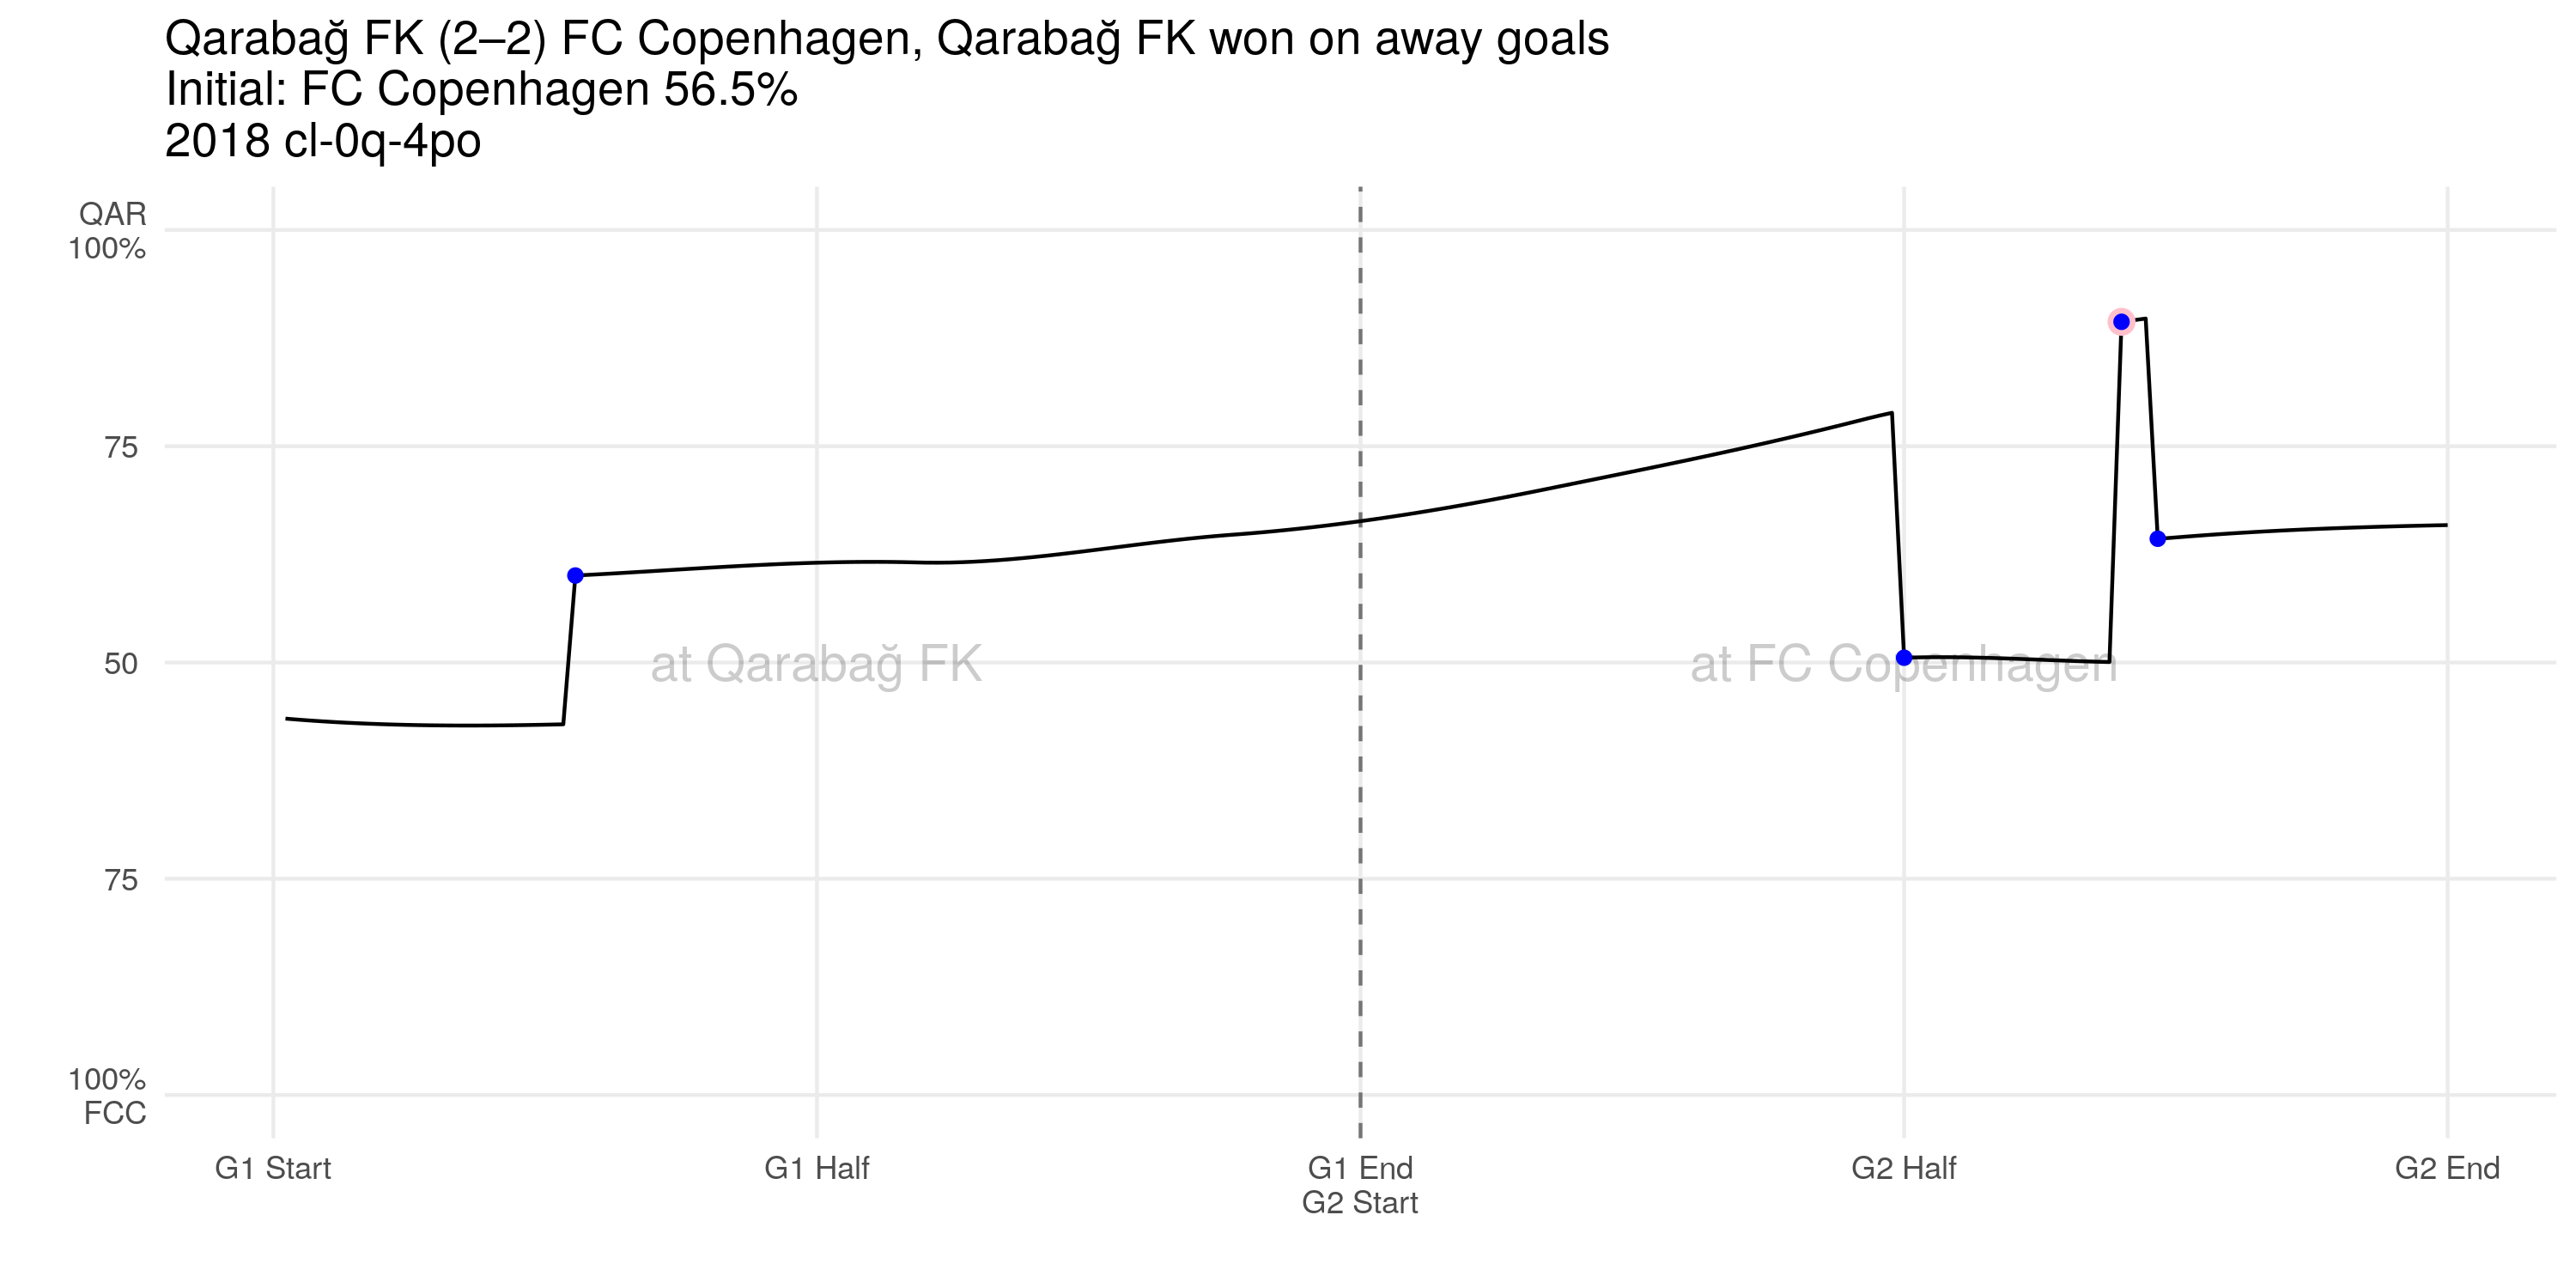 Qarabağ FK (2–2) FC Copenhagen, Qarabağ FK won on away goals
Initial: FC Copenhagen 56.5%
2018 cl-0q-4po
QAR
100%
75
50
75
100%
FCC
at Qarabağ FK
at FC Copenhagen
G1 Start
G1 Half
G1 End
G2 Start
G2 Half
G2 End